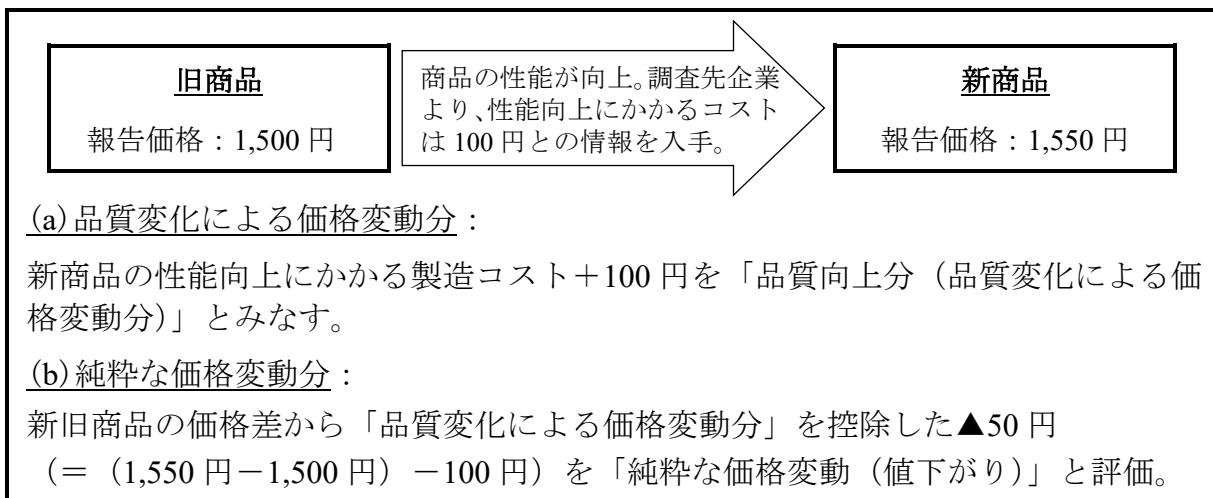 旧商品
報告価格：1,500 円
商品の性能が向上。調査先企業
より、性能向上にかかるコスト
は 100 円との情報を入手。
新商品
報告価格：1,550 円
(a)品質変化による価格変動分：
新商品の性能向上にかかる製造コスト＋100 円を「品質向上分（品質変化による価
格変動分）」とみなす。
(b)純粋な価格変動分：
新旧商品の価格差から「品質変化による価格変動分」を控除した▲50 円
（＝（1,550 円－1,500 円）－100 円）を「純粋な価格変動（値下がり）」と評価。